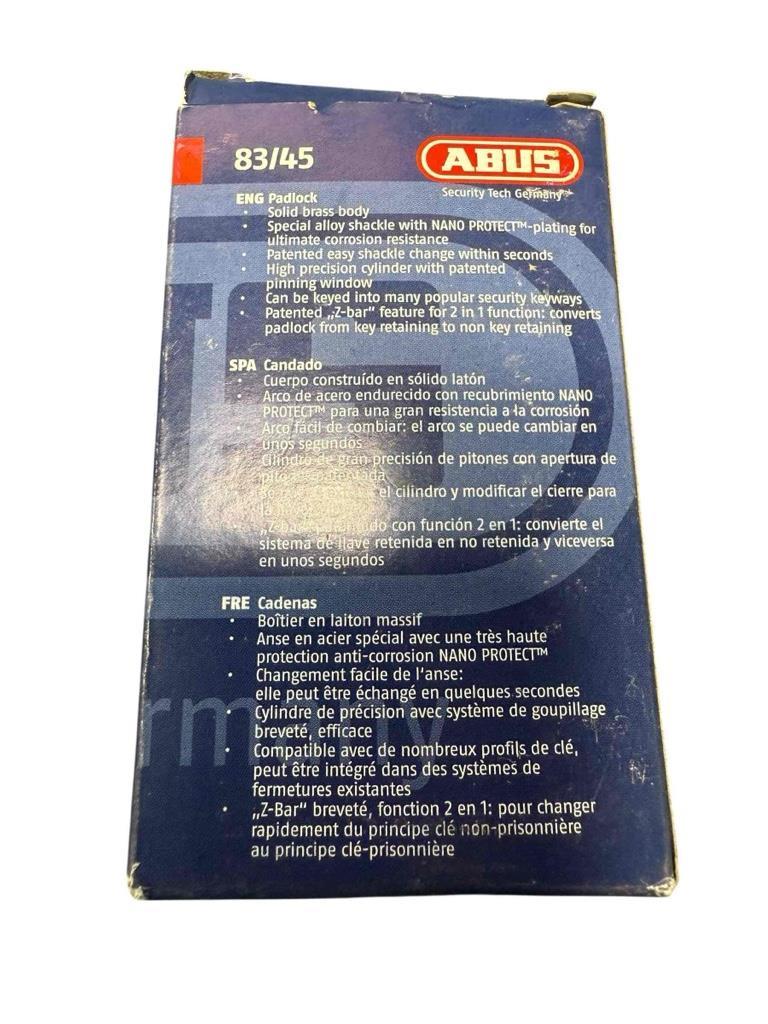 83/45
ABUS
Security Tech Germany
ENG Padlock
• Solid brass body
• Special alloy shackle with NANO PROTECT™-plating for
ultimate corrosion resistance
• Patented easy shackle change within seconds
• High precision cylinder with patented
pinning window
• Can be keyed into many popular security keyways
• Patented „Z-bar“ feature for 2 in 1 function: converts
padlock from key retaining to non key retaining
SPA Candado
• Cuerpo construído en sólido latón
• Arco de acero endurecido con recubrimiento NANO
PROTECT™ para una gran resistencia a la corrosión
• Arco fácil de combiar: el arco se puede cambiar en
unos segundos
• Cilindro de gran precisión de pitones con apertura de
el cilindro y modificar el cierre para
la
• „Z-bar“ con función 2 en 1: convierte el
sistema de llave retenida en no retenida y viceversa
en unos segundos
FRE Cadenas
• Boîtier en laiton massif
• Anse en acier spécial avec une très haute
protection anti-corrosion NANO PROTECT™
• Changement facile de l'anse:
elle peut être échangé en quelques secondes
• Cylindre de précision avec système de goupillage
breveté, efficace
• Compatible avec de nombreux profils de clé,
peut être intégré dans des systèmes de
fermetures existantes
• „Z-Bar“ breveté, fonction 2 en 1: pour changer
rapidement du principe clé non-prisonnière
au principe clé-prisonnière
rmany